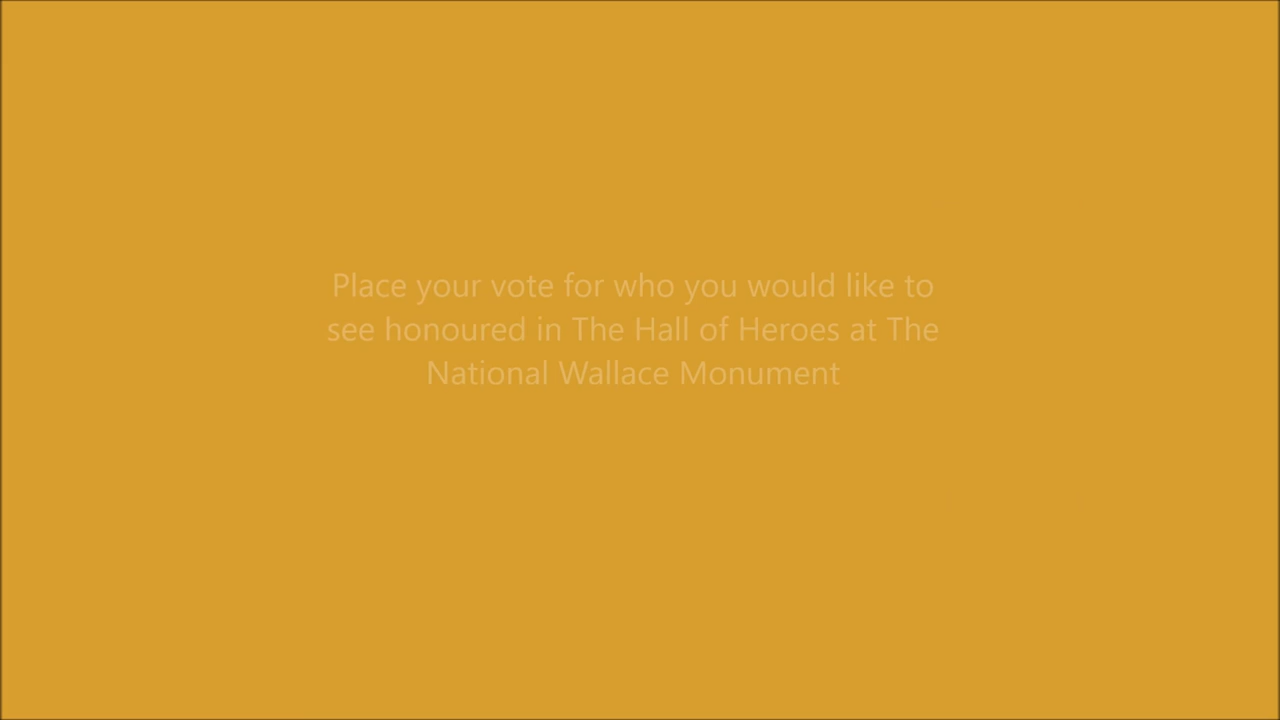 Place your vote for who you would like to
see honoured in The Hall of Heroes at The
National Wallace Monument